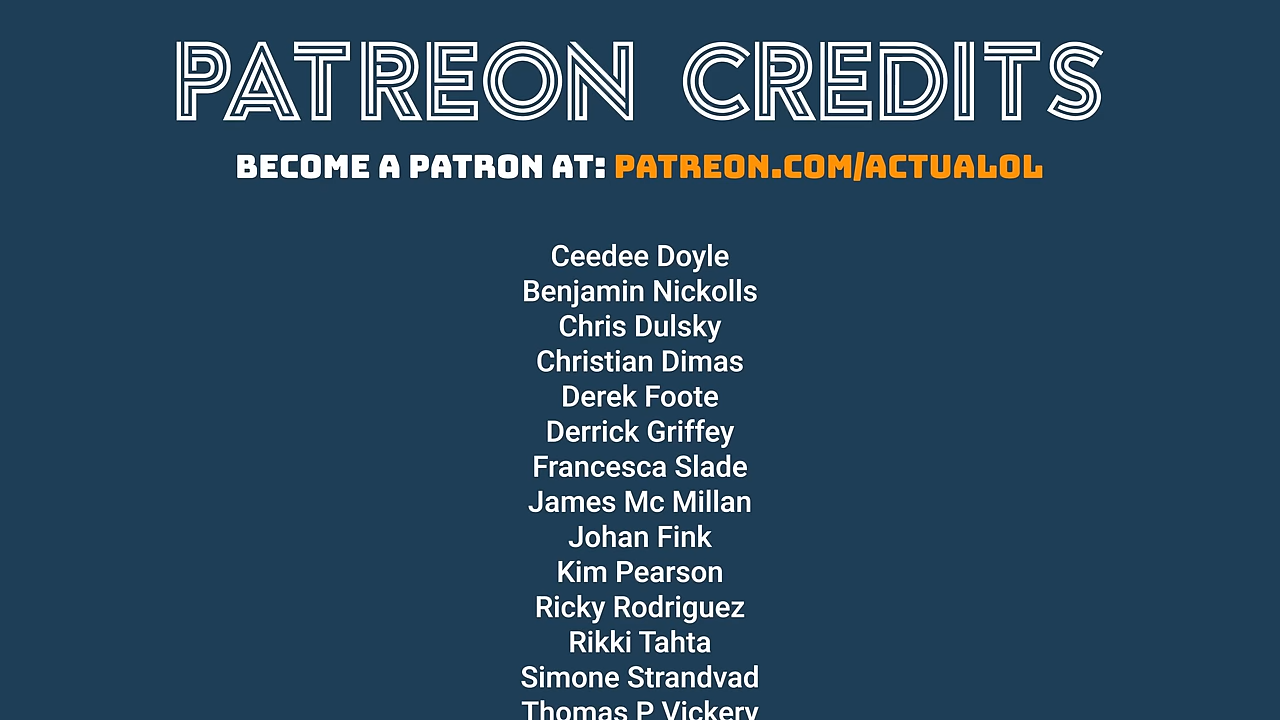 PATREON CREDITS
BECOME A PATRON AT: PATREON.COM/ACTUALOL
Ceedee Doyle
Benjamin Nickolls
Chris Dulsky
Christian Dimas
Derek Foote
Derrick Griffey
Francesca Slade
James Mc Millan
Johan Fink
Kim Pearson
Ricky Rodriguez
Rikki Tahta
Simone Strandvad
Thomas P Vickery